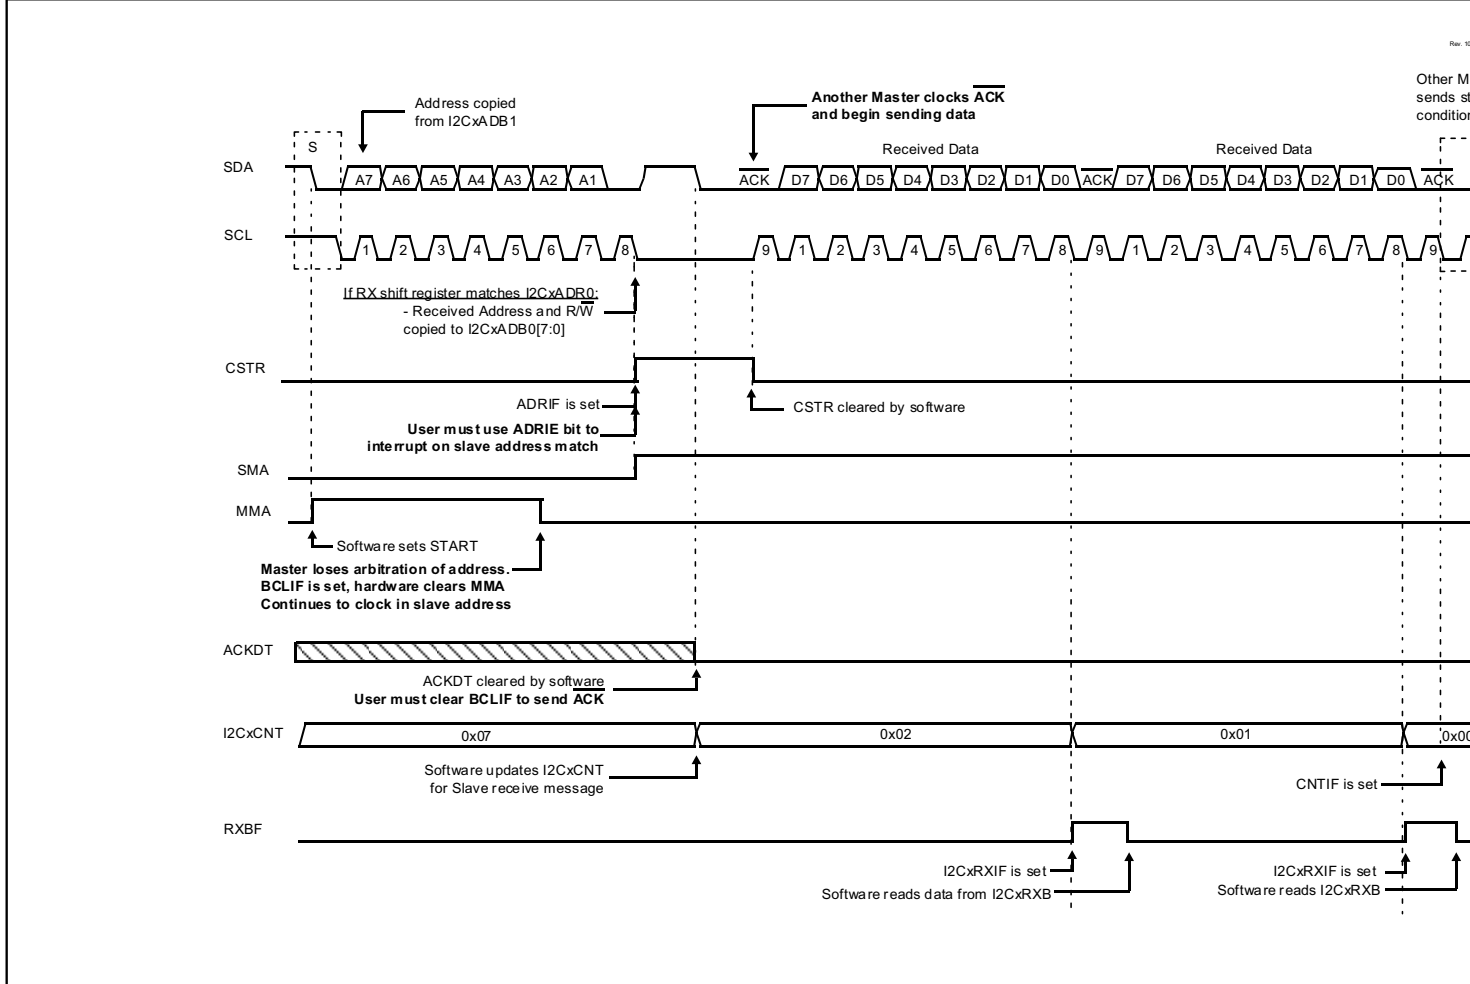 Rev. 10
Other M
sends st
condition
Address copied
from I2CxADB1
Another Master clocks ACK
and begin sending data
S
Received Data
Received Data
SDA
A7 A6 A5 A4 A3 A2 A1 ACK D7 D6 D5 D4 D3 D2 D1 D0 ACK D7 D6 D5 D4 D3 D2 D1 D0 ACK
SCL
1 2 3 4 5 6 7 8 9 1 2 3 4 5 6 7 8 9 1 2 3 4 5 6 7 8 9
If RX shift register matches I2CxADR0:
- Received Address and R/W
copied to I2CxADB0[7:0]
CSTR
ADRIF is set
CSTR cleared by software
User must use ADRIE bit to
interrupt on slave address match
SMA
MMA
Software sets START
Master loses arbitration of address.
BCLIF is set, hardware clears MMA
Continues to clock in slave address
ACKDT
ACKDT cleared by software
User must clear BCLIF to send ACK
I2CxCNT
0x07 0x02 0x01 0x00
Software updates I2CxCNT
for Slave receive message
CNTIF is set
RXBF
I2CxRXIF is set
Software reads data from I2CxRXB
I2CxRXIF is set
Software reads I2CxRXB